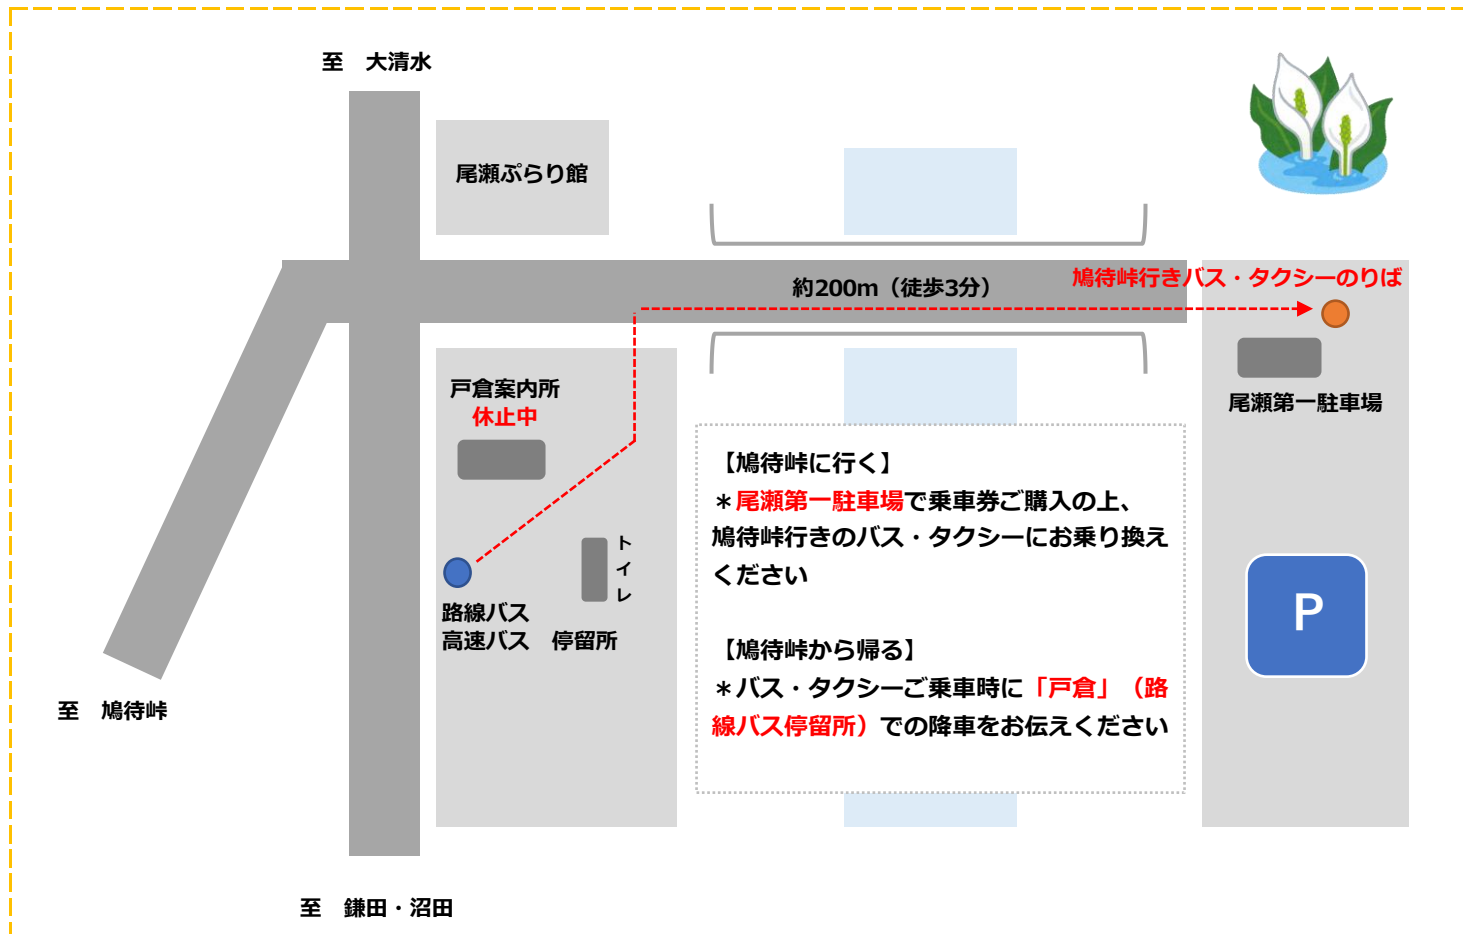 至　大清水
尾瀬ぷらり館
約200m（徒歩3分）
鳩待峠行きバス・タクシーのりば
戸倉案内所
休止中
尾瀬第一駐車場
トイレ
路線バス
高速バス　停留所
【鳩待峠に行く】
＊尾瀬第一駐車場で乗車券ご購入の上、
鳩待峠行きのバス・タクシーにお乗り換え
ください
【鳩待峠から帰る】
＊バス・タクシーご乗車時に「戸倉」（路
線バス停留所）での降車をお伝えください
P
至　鳩待峠
至　鎌田・沼田